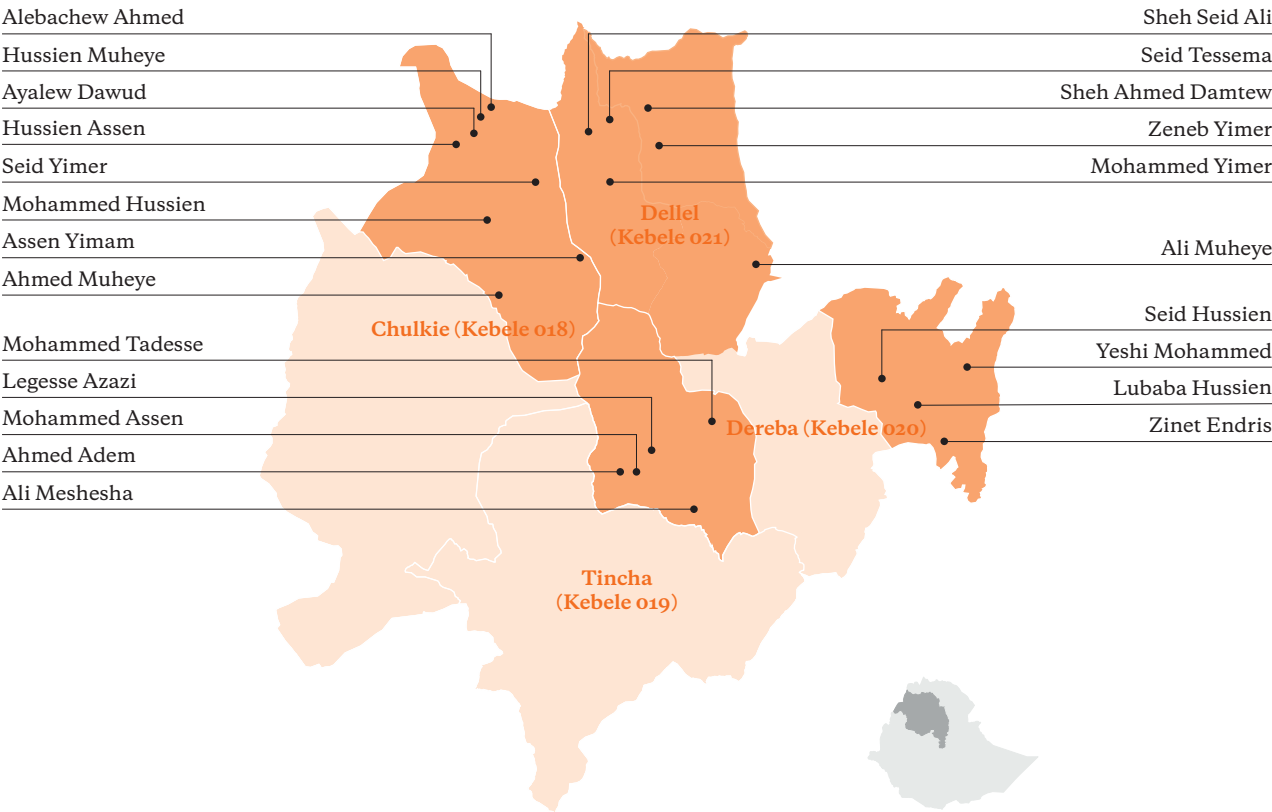 Alebachew Ahmed
Hussien Muheye
Ayalew Dawud
Hussien Assen
Seid Yimer
Mohammed Hussien
Assen Yimam
Ahmed Muheye
Mohammed Tadesse
Legesse Azazi
Mohammed Assen
Ahmed Adem
Ali Meshesha
Sheh Seid Ali
Seid Tessema
Sheh Ahmed Damtew
Zeneb Yimer
Mohammed Yimer
Ali Muheye
Seid Hussien
Yeshi Mohammed
Lubaba Hussien
Zinet Endris
Dellel
(Kebele 021)
Chulkie (Kebele 018)
Dereba (Kebele 020)
Tincha
(Kebele 019)